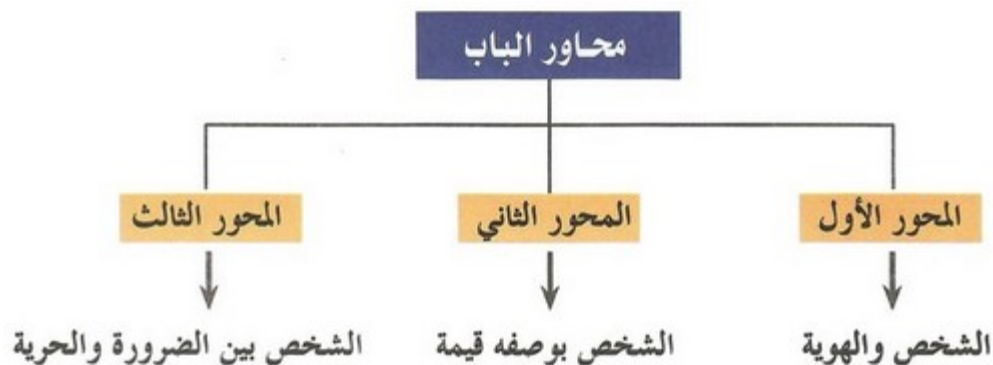 محاور الباب
المحور الأول
المحور الثاني
المحور الثالث
الشخص والهوية
الشخص بوصفه قيمة
الشخص بين الضرورة والحرية